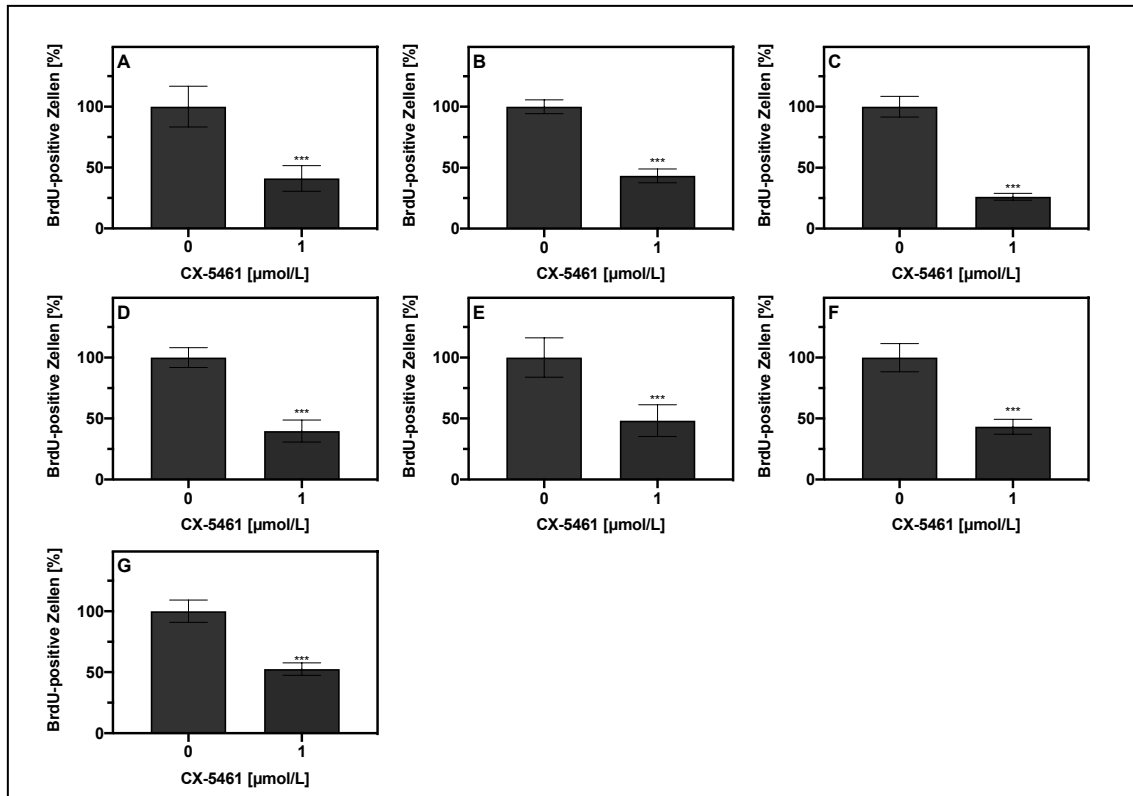 A
BrdU-positive Zellen [%]
100
50
0
***
0 1
CX-5461 [µmol/L]
B
BrdU-positive Zellen [%]
100
50
0
***
0 1
CX-5461 [µmol/L]
C
BrdU-positive Zellen [%]
100
50
0
***
0 1
CX-5461 [µmol/L]
D
BrdU-positive Zellen [%]
100
50
0
***
0 1
CX-5461 [µmol/L]
E
BrdU-positive Zellen [%]
100
50
0
***
0 1
CX-5461 [µmol/L]
F
BrdU-positive Zellen [%]
100
50
0
***
0 1
CX-5461 [µmol/L]
G
BrdU-positive Zellen [%]
100
50
0
***
0 1
CX-5461 [µmol/L]